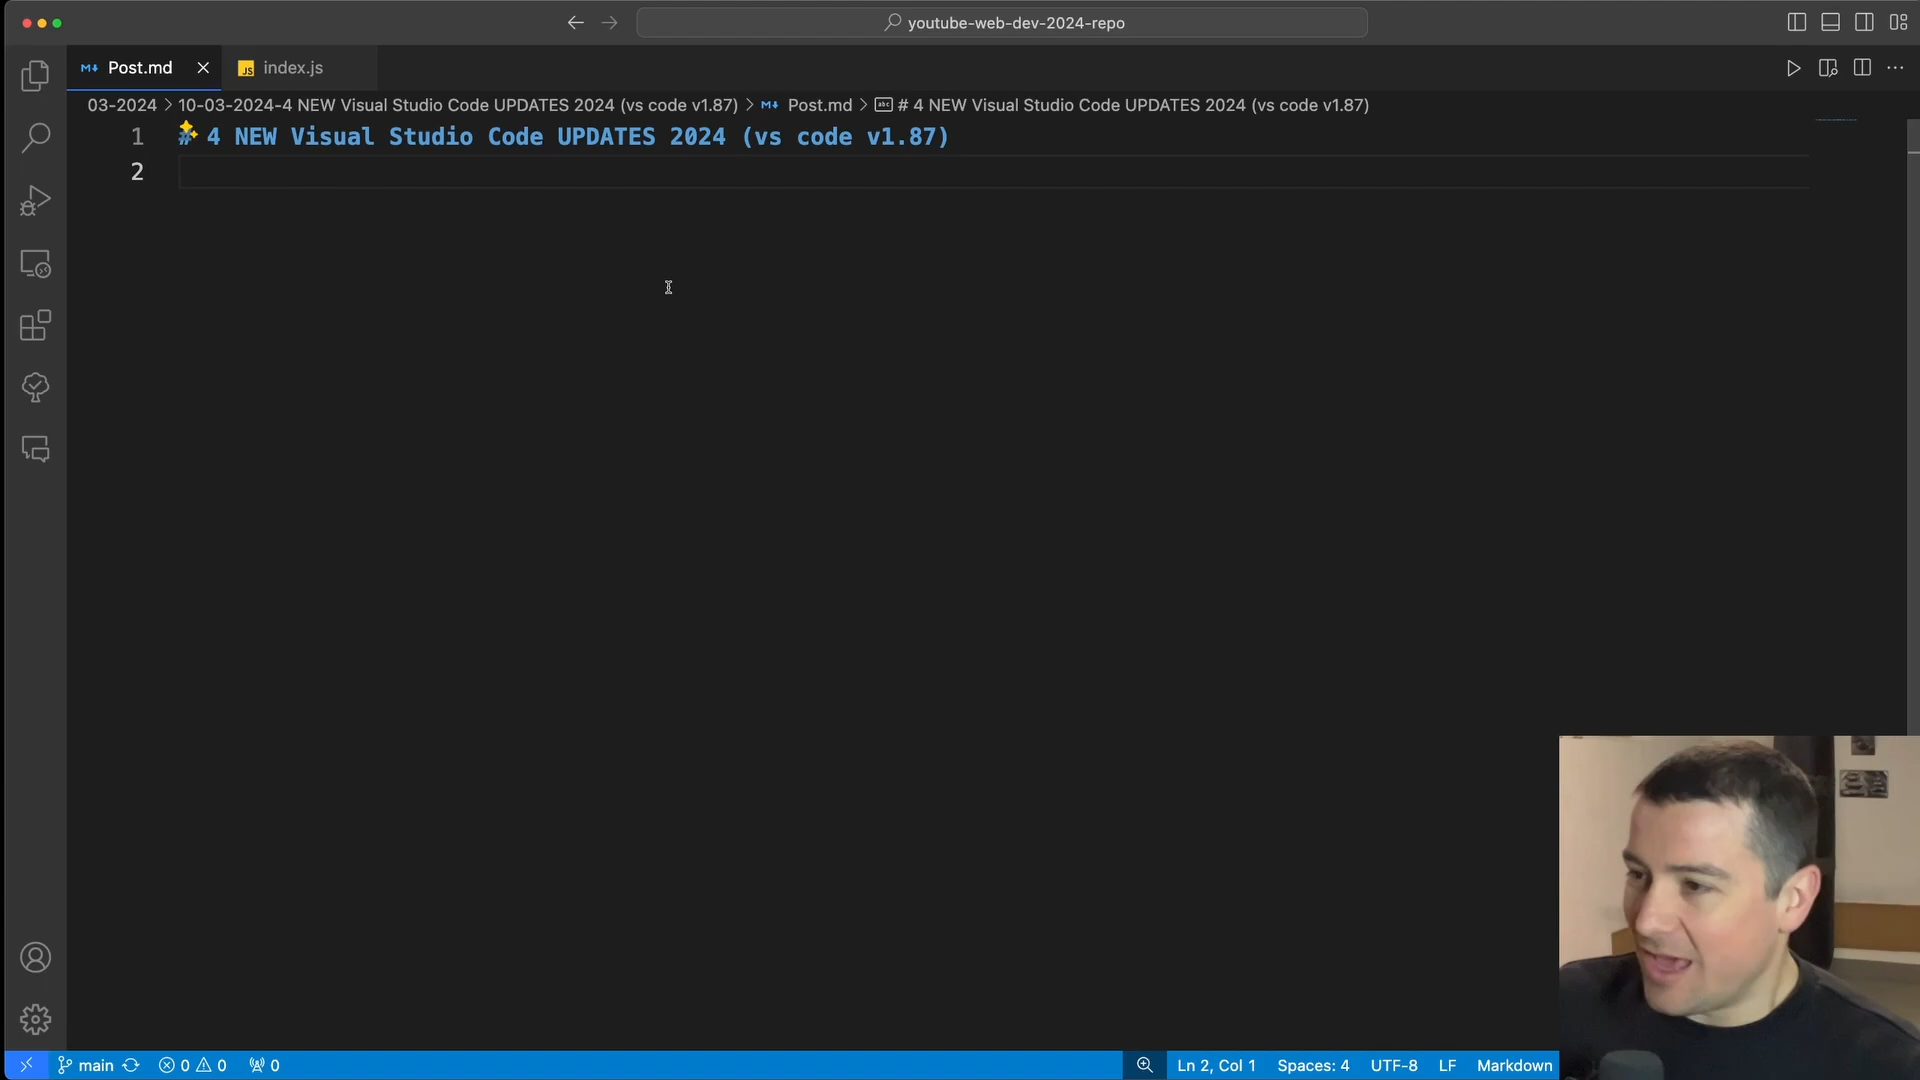 youtube-web-dev-2024-repo
Post.md
JS index.js
03-2024 > 10-03-2024-4 NEW Visual Studio Code UPDATES 2024 (vs code v1.87) > Post.md > abc # 4 NEW Visual Studio Code UPDATES 2024 (vs code v1.87)
1 # 4 NEW Visual Studio Code UPDATES 2024 (vs code v1.87)
2
main 0 0 0 Ln 2, Col 1 Spaces: 4 UTF-8 LF Markdown